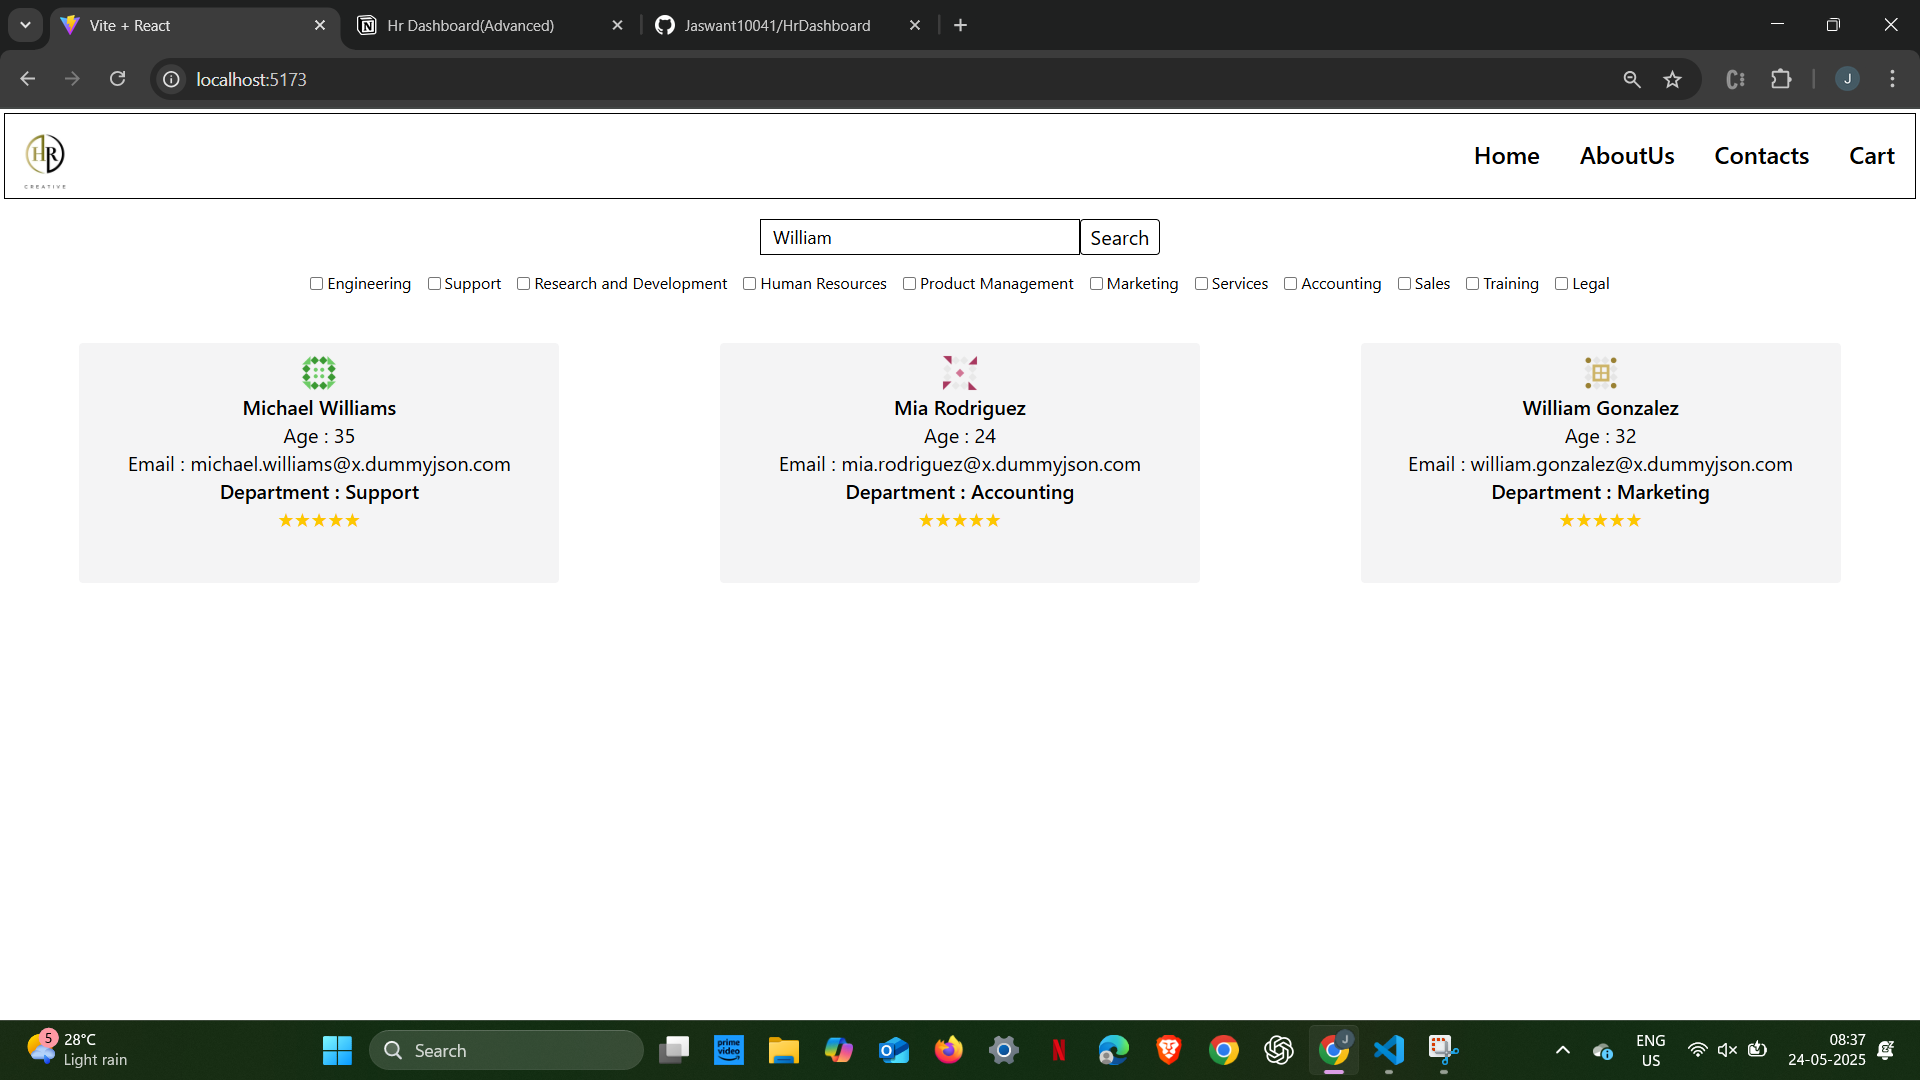 Vite + React
Hr Dashboard(Advanced)
Jaswant10041/HrDashboard
localhost:5173
J
HR
CREATIVE
Home AboutUs Contacts Cart
William Search
Engineering Support Research and Development Human Resources Product Management Marketing Services Accounting Sales Training Legal
Michael Williams
Age : 35
Email : michael.williams@x.dummyjson.com
Department : Support
★★★★★
Mia Rodriguez
Age : 24
Email : mia.rodriguez@x.dummyjson.com
Department : Accounting
★★★★★
William Gonzalez
Age : 32
Email : william.gonzalez@x.dummyjson.com
Department : Marketing
★★★★★
5
28°C
Light rain
Search
prime video
J
ENG
US
08:37
24-05-2025